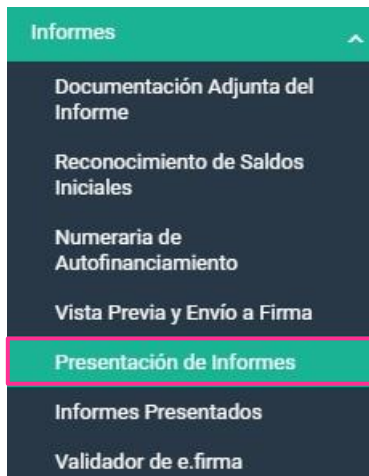 Informes
Documentación Adjunta del
Informe
Reconocimiento de Saldos
Iniciales
Numeraria de
Autofinanciamiento
Vista Previa y Envío a Firma
Presentación de Informes
Informes Presentados
Validador de e.firma